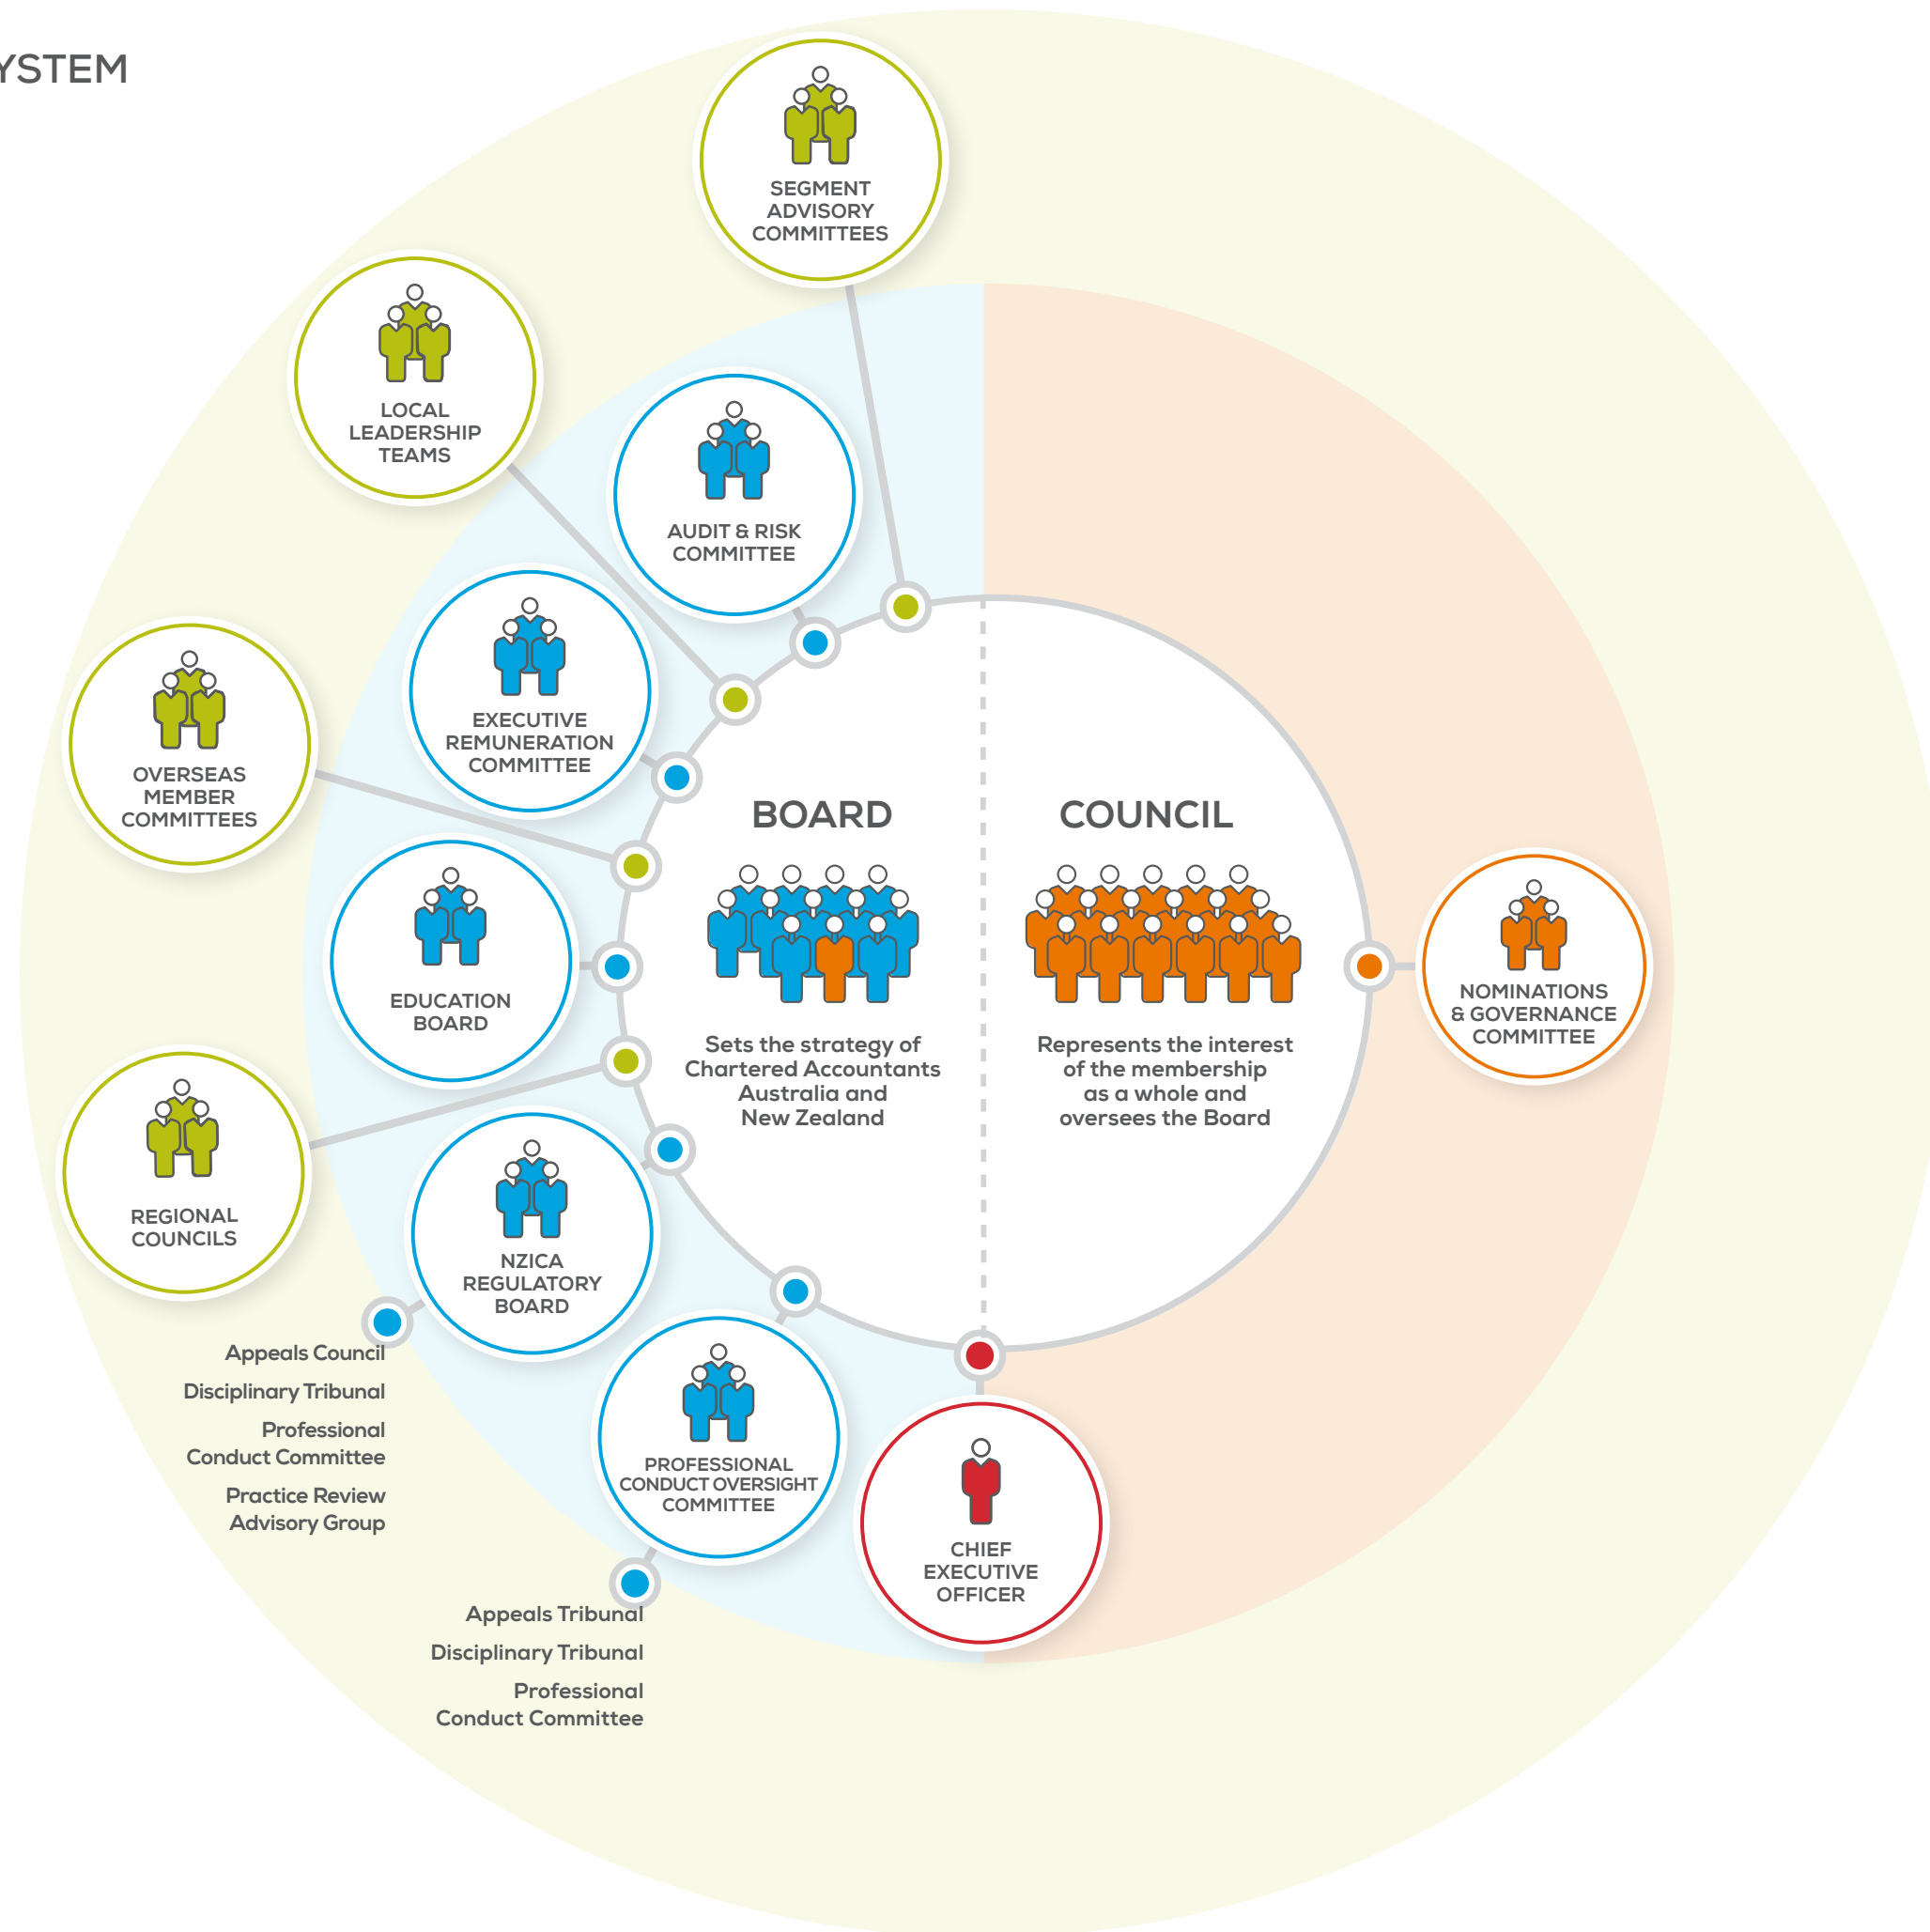 YSTEM
SEGMENT
ADVISORY
COMMITTEES
LOCAL
LEADERSHIP
TEAMS
AUDIT & RISK
COMMITTEE
EXECUTIVE
REMUNERATION
COMMITTEE
OVERSEAS
MEMBER
COMMITTEES
EDUCATION
BOARD
REGIONAL
COUNCILS
NZICA
REGULATORY
BOARD
Appeals Council
Disciplinary Tribunal
Professional
Conduct Committee
Practice Review
Advisory Group
PROFESSIONAL
CONDUCT OVERSIGHT
COMMITTEE
Appeals Tribunal
Disciplinary Tribunal
Professional
Conduct Committee
CHIEF
EXECUTIVE
OFFICER
BOARD
Sets the strategy of
Chartered Accountants
Australia and
New Zealand
COUNCIL
Represents the interest
of the membership
as a whole and
oversees the Board
NOMINATIONS
& GOVERNANCE
COMMITTEE